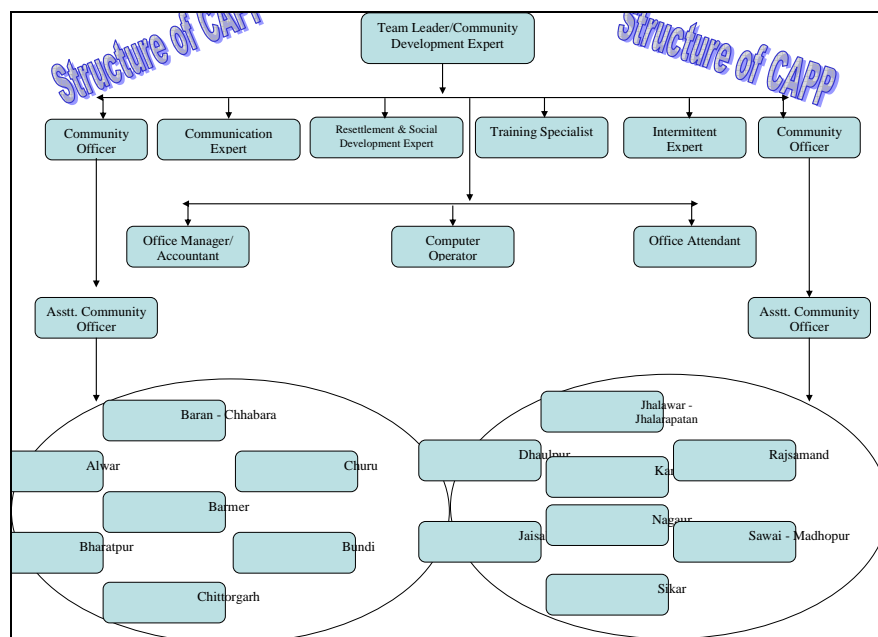 Structure of CAPP
Structure of CAPP
Team Leader/Community
Development Expert
Community
Officer
Communication
Expert
Resettlement & Social
Development Expert
Training Specialist
Intermittent
Expert
Community
Officer
Office Manager/
Accountant
Computer
Operator
Office Attendant
Asstt. Community
Officer
Asstt. Community
Officer
Baran - Chhabara
Alwar
Churu
Barmer
Bharatpur
Bundi
Chittorgarh
Jhalawar -
Jhalarapatan
Dhaulpur
Kar
Rajsamand
Nagaur
Jaisa
Sawai - Madhopur
Sikar